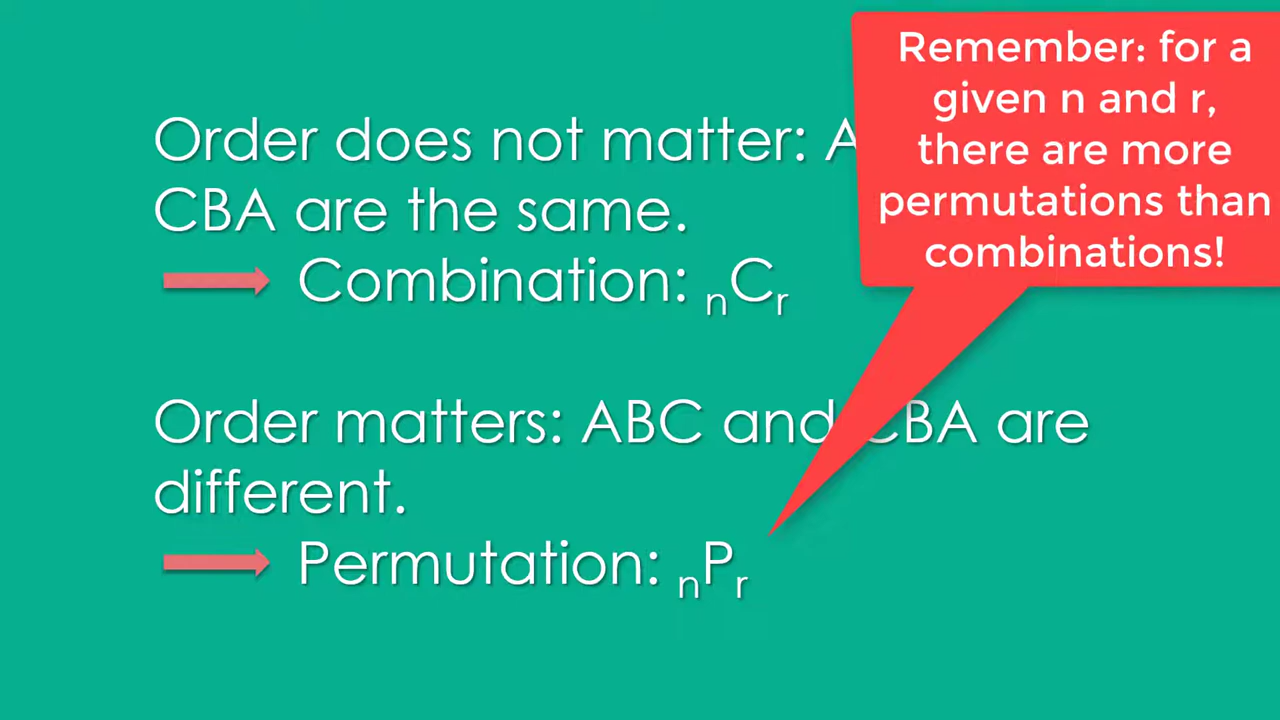 Remember: for a
given n and r,
there are more
permutations than
combinations!
Order does not matter: A
CBA are the same.
Combination: nCr
Order matters: ABC and CBA are
different.
Permutation: nPr